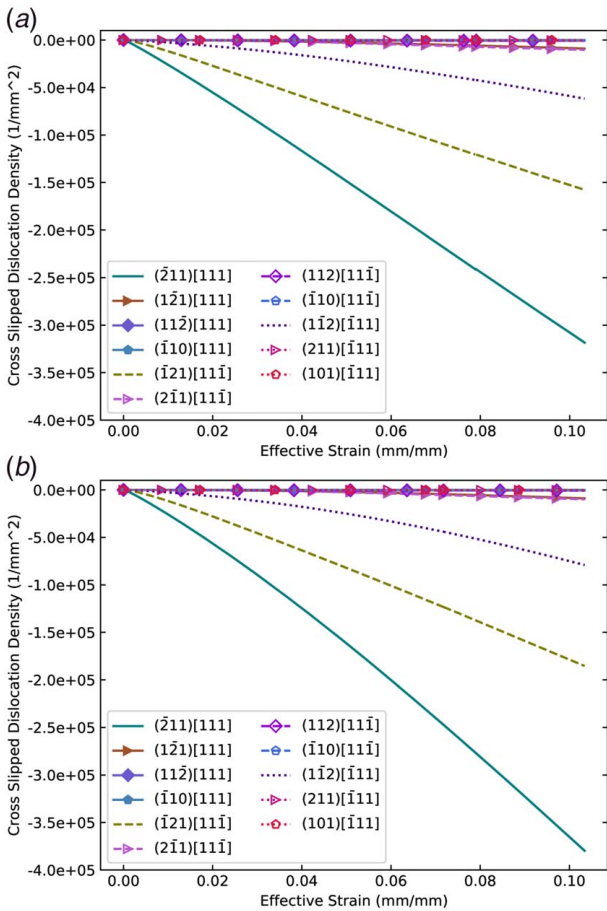 (a)
0.0e+00
-5.0e+04
-1.0e+05
-1.5e+05
-2.0e+05
-2.5e+05
-3.0e+05
-3.5e+05
-4.0e+05
Cross Slipped Dislocation Density (1/mm^2)
(2̄11)[111]
(12̄1)[111]
(112̄)[111]
(1̄10)[111]
(1̄21)[111̄]
(21̄1)[111̄]
(112)[111̄]
(1̄10)[111̄]
(11̄2)[1̄11]
(211)[1̄11]
(101)[1̄11]
0.00 0.02 0.04 0.06 0.08 0.10
Effective Strain (mm/mm)
(b)
0.0e+00
-5.0e+04
-1.0e+05
-1.5e+05
-2.0e+05
-2.5e+05
-3.0e+05
-3.5e+05
-4.0e+05
Cross Slipped Dislocation Density (1/mm^2)
(2̄11)[111]
(12̄1)[111]
(112̄)[111]
(1̄10)[111]
(1̄21)[111̄]
(21̄1)[111̄]
(112)[111̄]
(1̄10)[111̄]
(11̄2)[1̄11]
(211)[1̄11]
(101)[1̄11]
0.00 0.02 0.04 0.06 0.08 0.10
Effective Strain (mm/mm)